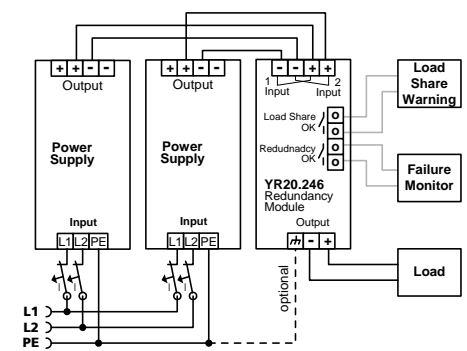 + + - -
Output
Power
Supply
Input
L1 L2 PE
+ + - -
Output
Power
Supply
Input
L1 L2 PE
- - + +
1 2
Input Input
Load Share
OK
Redudnadcy
OK
YR20.246
Redundancy
Module
Output
- +
optional
Load
Share
Warning
Failure
Monitor
Load
L1
L2
PE